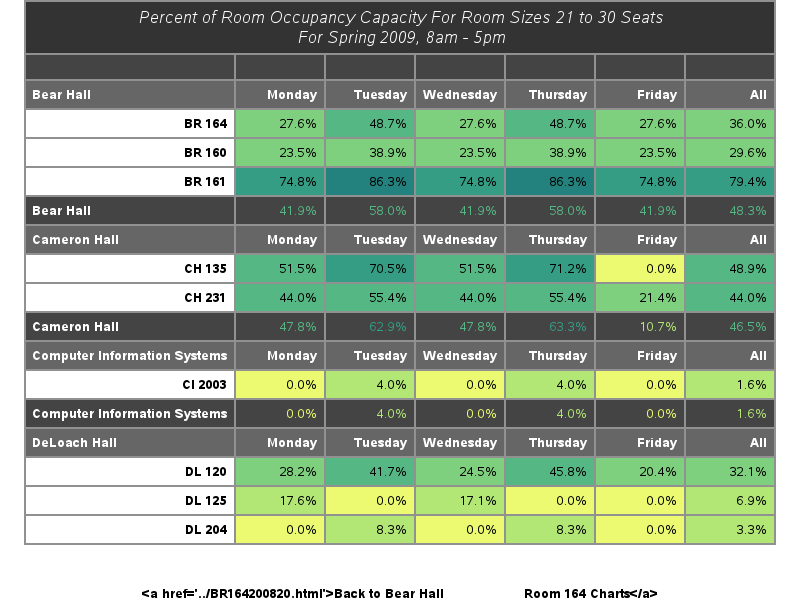 Percent of Room Occupancy Capacity For Room Sizes 21 to 30 Seats
For Spring 2009, 8am - 5pm
Bear Hall Monday Tuesday Wednesday Thursday Friday All
BR 164 27.6% 48.7% 27.6% 48.7% 27.6% 36.0%
BR 160 23.5% 38.9% 23.5% 38.9% 23.5% 29.6%
BR 161 74.8% 86.3% 74.8% 86.3% 74.8% 79.4%
Bear Hall 41.9% 58.0% 41.9% 58.0% 41.9% 48.3%
Cameron Hall Monday Tuesday Wednesday Thursday Friday All
CH 135 51.5% 70.5% 51.5% 71.2% 0.0% 48.9%
CH 231 44.0% 55.4% 44.0% 55.4% 21.4% 44.0%
Cameron Hall 47.8% 62.9% 47.8% 63.3% 10.7% 46.5%
Computer Information Systems Monday Tuesday Wednesday Thursday Friday All
CI 2003 0.0% 4.0% 0.0% 4.0% 0.0% 1.6%
Computer Information Systems 0.0% 4.0% 0.0% 4.0% 0.0% 1.6%
DeLoach Hall Monday Tuesday Wednesday Thursday Friday All
DL 120 28.2% 41.7% 24.5% 45.8% 20.4% 32.1%
DL 125 17.6% 0.0% 17.1% 0.0% 0.0% 6.9%
DL 204 0.0% 8.3% 0.0% 8.3% 0.0% 3.3%
<a href='../BR164200820.html'>Back to Bear Hall Room 164 Charts</a>